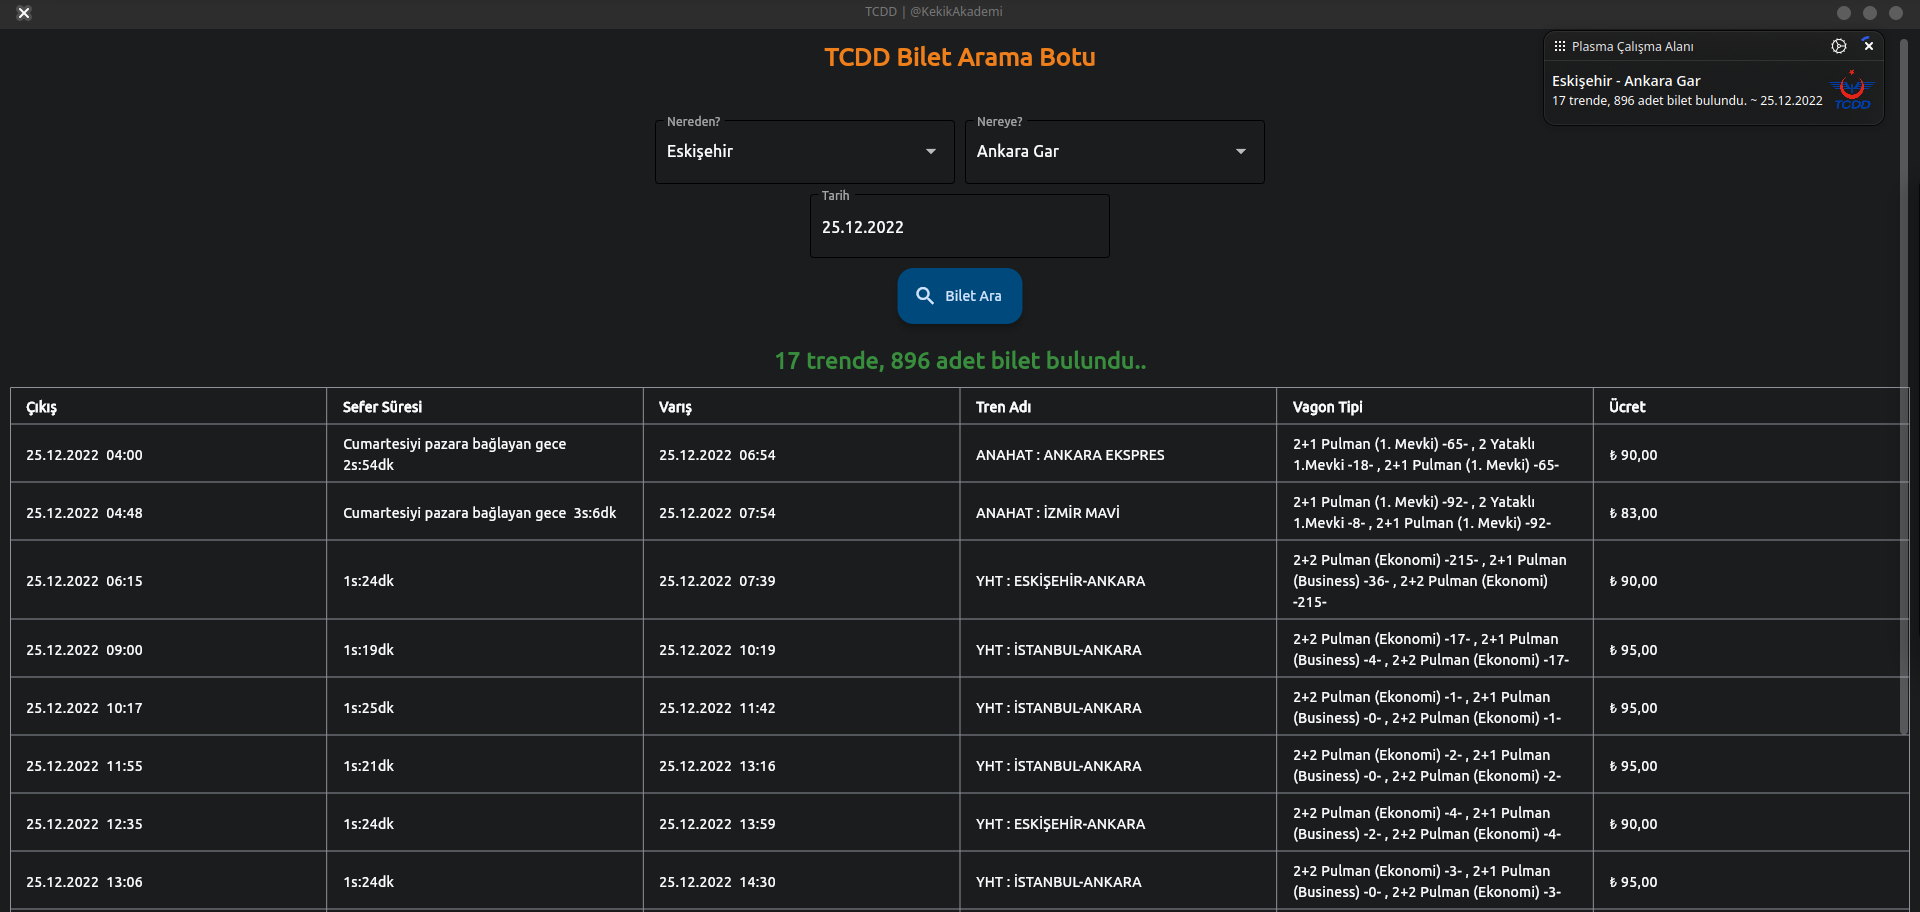 TCDD | @KekikAkademi
TCDD Bilet Arama Botu
Plasma Çalışma Alanı
Eskişehir - Ankara Gar
17 trende, 896 adet bilet bulundu. ~ 25.12.2022
TCDD
Nereden?
Eskişehir
Nereye?
Ankara Gar
Tarih
25.12.2022
Bilet Ara
17 trende, 896 adet bilet bulundu..
Çıkış
Sefer Süresi
Varış
Tren Adı
Vagon Tipi
Ücret
25.12.2022 04:00
Cumartesiyi pazara bağlayan gece
2s:54dk
25.12.2022 06:54
ANAHAT : ANKARA EKSPRES
2+1 Pulman (1. Mevki) -65- , 2 Yataklı
1.Mevki -18- , 2+1 Pulman (1. Mevki) -65-
₺ 90,00
25.12.2022 04:48
Cumartesiyi pazara bağlayan gece 3s:6dk
25.12.2022 07:54
ANAHAT : İZMİR MAVİ
2+1 Pulman (1. Mevki) -92- , 2 Yataklı
1.Mevki -8- , 2+1 Pulman (1. Mevki) -92-
₺ 83,00
25.12.2022 06:15
1s:24dk
25.12.2022 07:39
YHT : ESKİŞEHİR-ANKARA
2+2 Pulman (Ekonomi) -215- , 2+1 Pulman
(Business) -36- , 2+2 Pulman (Ekonomi)
-215-
₺ 90,00
25.12.2022 09:00
1s:19dk
25.12.2022 10:19
YHT : İSTANBUL-ANKARA
2+2 Pulman (Ekonomi) -17- , 2+1 Pulman
(Business) -4- , 2+2 Pulman (Ekonomi) -17-
₺ 95,00
25.12.2022 10:17
1s:25dk
25.12.2022 11:42
YHT : İSTANBUL-ANKARA
2+2 Pulman (Ekonomi) -1- , 2+1 Pulman
(Business) -0- , 2+2 Pulman (Ekonomi) -1-
₺ 95,00
25.12.2022 11:55
1s:21dk
25.12.2022 13:16
YHT : İSTANBUL-ANKARA
2+2 Pulman (Ekonomi) -2- , 2+1 Pulman
(Business) -0- , 2+2 Pulman (Ekonomi) -2-
₺ 95,00
25.12.2022 12:35
1s:24dk
25.12.2022 13:59
YHT : ESKİŞEHİR-ANKARA
2+2 Pulman (Ekonomi) -4- , 2+1 Pulman
(Business) -2- , 2+2 Pulman (Ekonomi) -4-
₺ 90,00
25.12.2022 13:06
1s:24dk
25.12.2022 14:30
YHT : İSTANBUL-ANKARA
2+2 Pulman (Ekonomi) -3- , 2+1 Pulman
(Business) -0- , 2+2 Pulman (Ekonomi) -3-
₺ 95,00